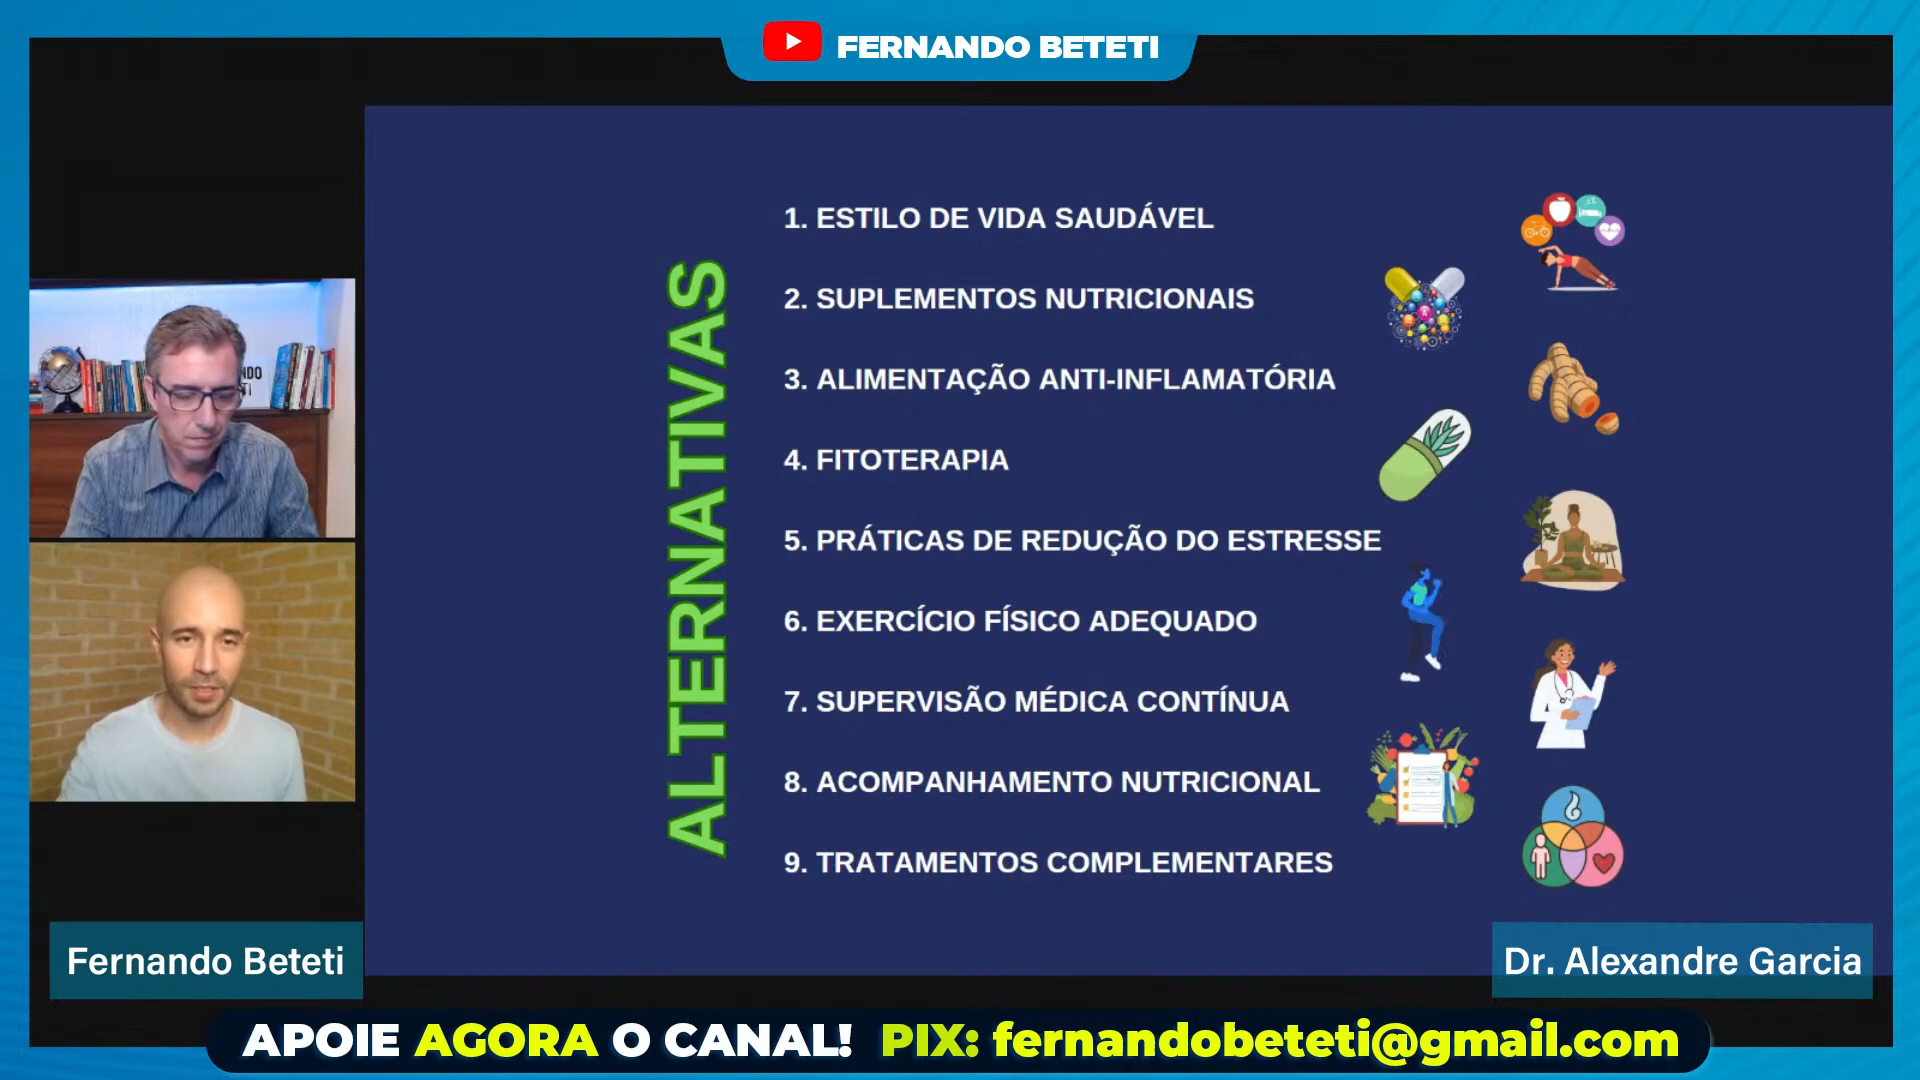 FERNANDO BETETI
1. ESTILO DE VIDA SAUDÁVEL
2. SUPLEMENTOS NUTRICIONAIS
3. ALIMENTAÇÃO ANTI-INFLAMATÓRIA
4. FITOTERAPIA
5. PRÁTICAS DE REDUÇÃO DO ESTRESSE
6. EXERCÍCIO FÍSICO ADEQUADO
7. SUPERVISÃO MÉDICA CONTÍNUA
8. ACOMPANHAMENTO NUTRICIONAL
9. TRATAMENTOS COMPLEMENTARES
ALTERNATIVAS
Fernando Beteti
Dr. Alexandre Garcia
APOIE AGORA O CANAL! PIX: fernandobeteti@gmail.com